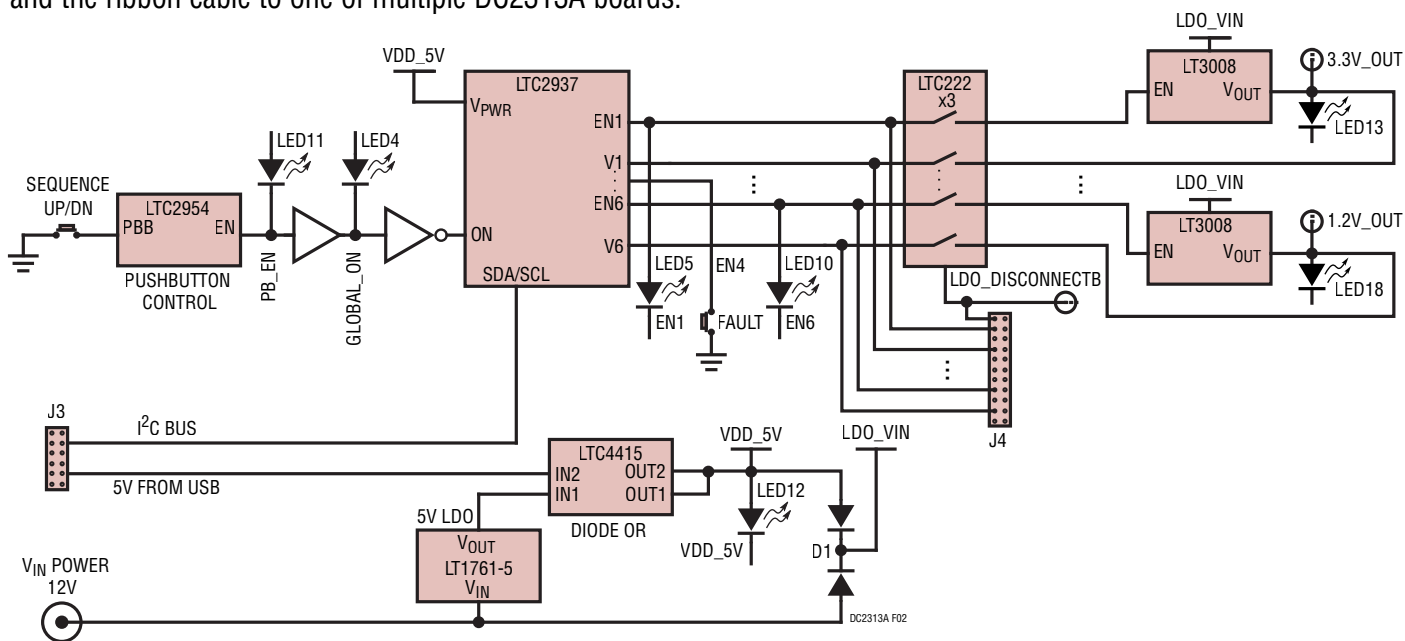 and the ribbon cable to one of multiple DC2313A boards.
LDO_VIN
VDD_5V
LTC2937
VPWR
LTC222
x3
LT3008
EN
VOUT
3.3V_OUT
LED13
EN1
V1
EN6
V6
LED11
LED4
SEQUENCE
UP/DN
LTC2954
PBB
EN
PUSHBUTTON
CONTROL
PB_EN
GLOBAL_ON
ON
SDA/SCL
LED5
EN1
EN4
FAULT
LED10
EN6
LDO_VIN
LT3008
EN
VOUT
1.2V_OUT
LED18
LDO_DISCONNECTB
J4
J3
I2C BUS
5V FROM USB
LTC4415
IN2
OUT2
IN1
OUT1
DIODE OR
VDD_5V
LED12
VDD_5V
LDO_VIN
D1
5V LDO
VOUT
LT1761-5
VIN
VIN POWER
12V
DC2313A F02